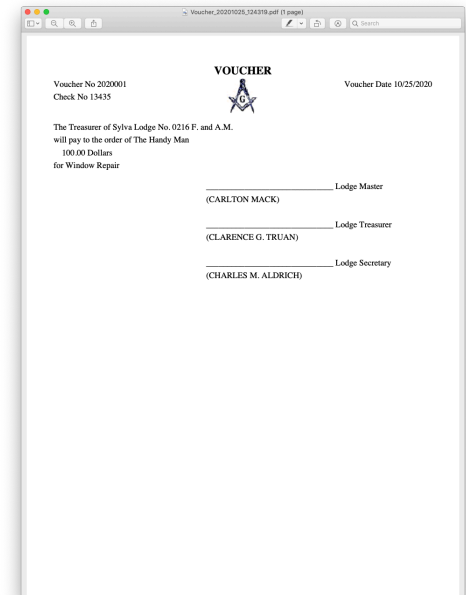 Voucher_20201025_124319.pdf (1 page)
Search
VOUCHER
Voucher No 2020001
Voucher Date 10/25/2020
Check No 13435
G
The Treasurer of Sylva Lodge No. 0216 F. and A.M.
will pay to the order of The Handy Man
100.00 Dollars
for Window Repair
Lodge Master
(CARLTON MACK)
Lodge Treasurer
(CLARENCE G. TRUAN)
Lodge Secretary
(CHARLES M. ALDRICH)